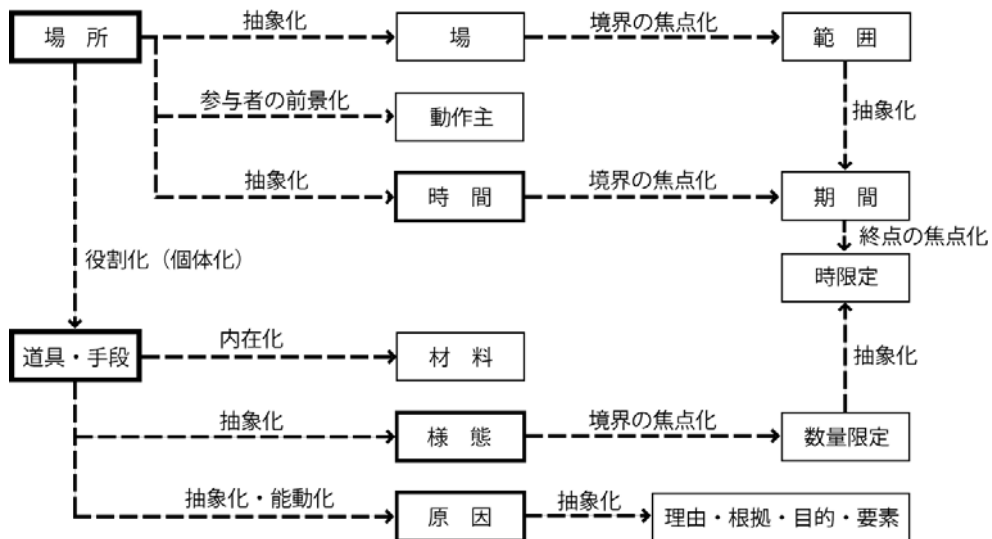 抽象化
境界の焦点化
場　所
場
範　囲
参与者の前景化
抽象化
動作主
抽象化
境界の焦点化
時　間
期　間
終点の焦点化
役割化（個体化）
時限定
内在化
道具・手段
材　料
抽象化
抽象化
境界の焦点化
様　態
数量限定
抽象化・能動化
抽象化
原　因
理由・根拠・目的・要素